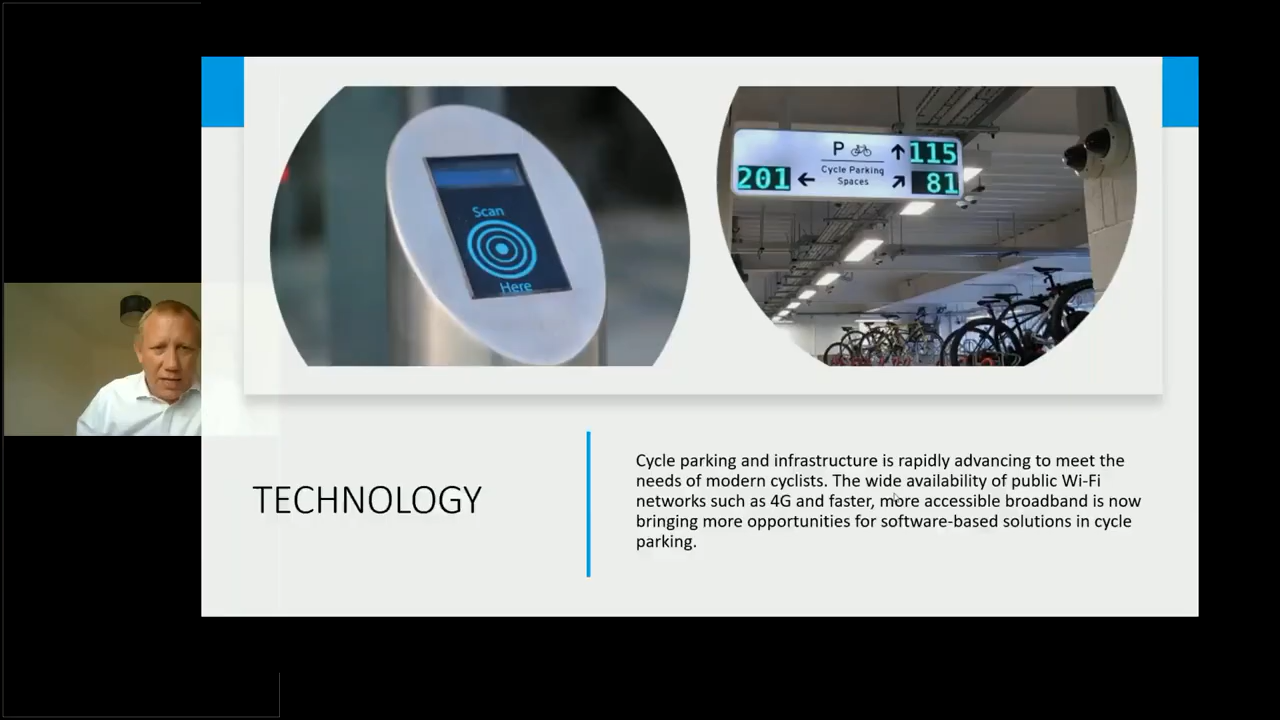 Scan
Here
P
115
201
Cycle Parking
Spaces
81
TECHNOLOGY
Cycle parking and infrastructure is rapidly advancing to meet the
needs of modern cyclists. The wide availability of public Wi-Fi
networks such as 4G and faster, more accessible broadband is now
bringing more opportunities for software-based solutions in cycle
parking.